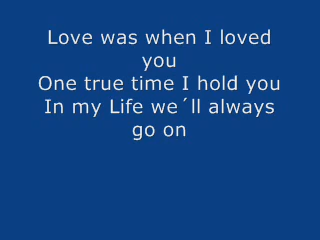 Love was when I loved
you
One true time I hold you
In my Life we´ll always
go on